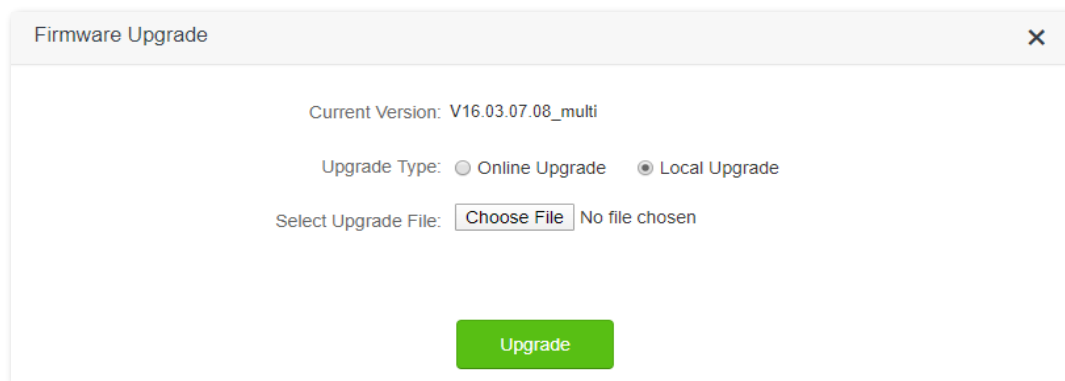 Firmware Upgrade ×
Current Version: V16.03.07.08_multi
Upgrade Type: Online Upgrade Local Upgrade
Select Upgrade File: Choose File No file chosen
Upgrade